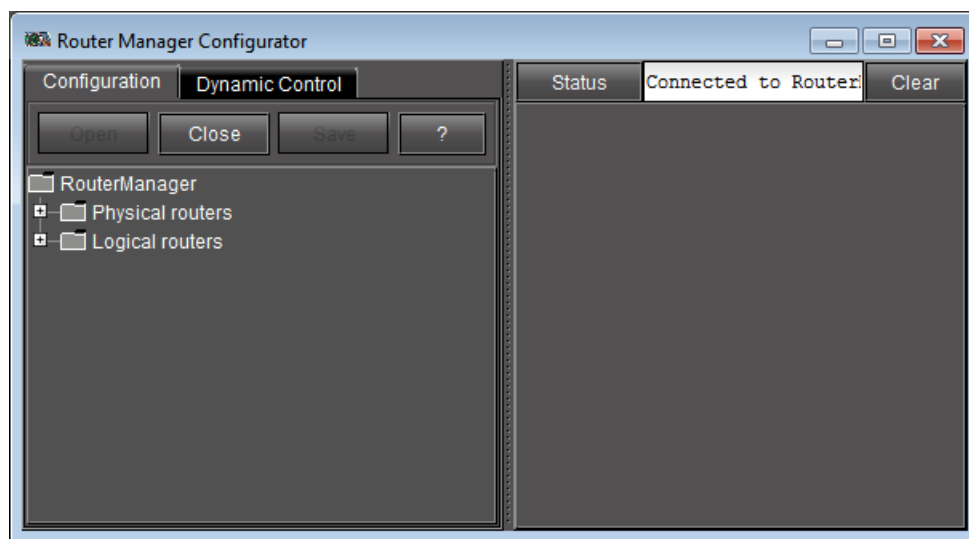 Router Manager Configurator
Configuration Dynamic Control
Open Close Save ?
RouterManager
Physical routers
Logical routers
Status Connected to Router Clear